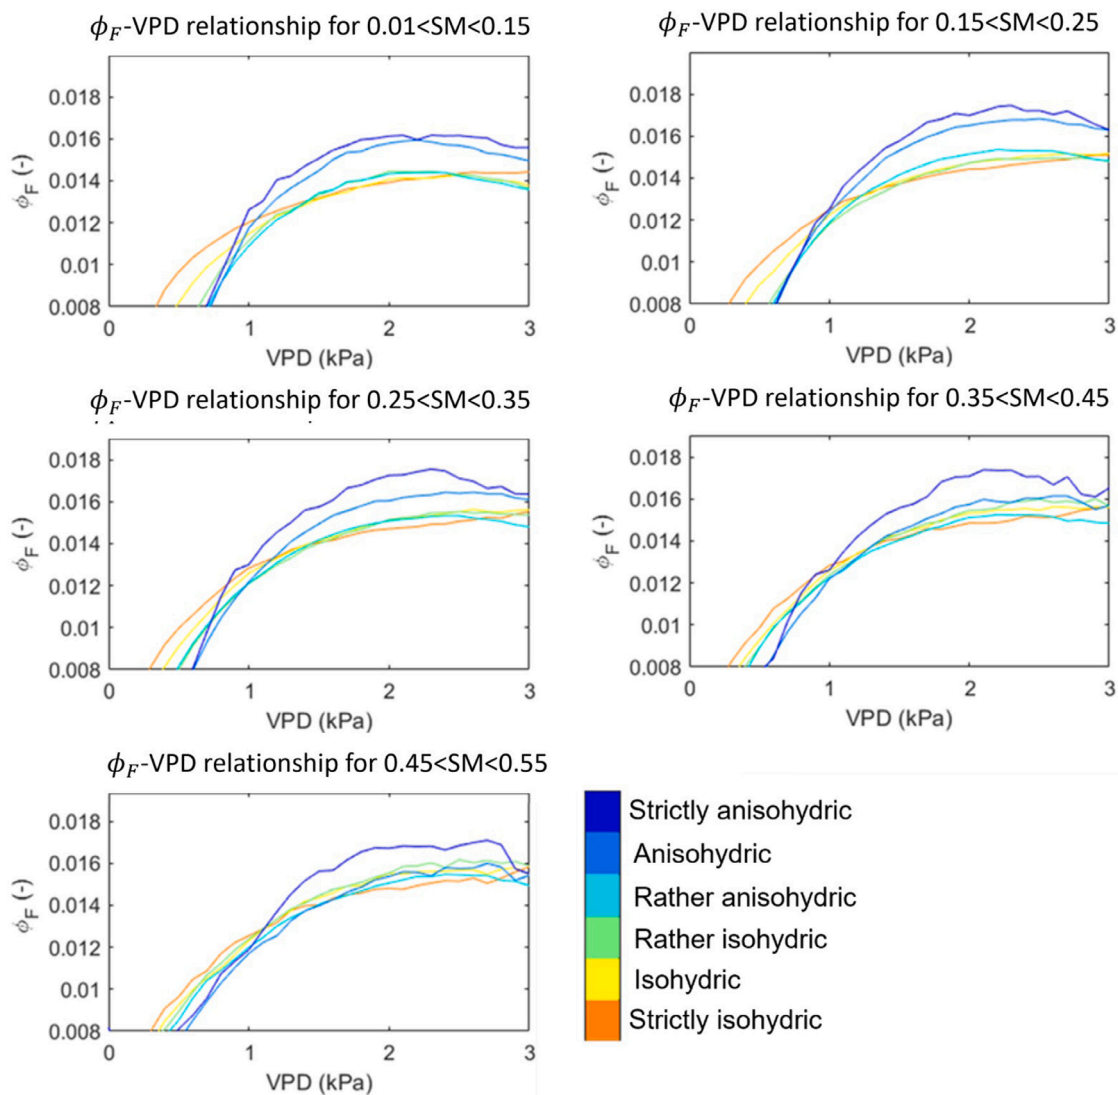 ϕF-VPD relationship for 0.01<SM<0.15
0.018
0.016
0.014
0.012
0.01
0.008
ϕF (-)
0 1 2 3
VPD (kPa)
ϕF-VPD relationship for 0.15<SM<0.25
0.018
0.016
0.014
0.012
0.01
0.008
ϕF (-)
0 1 2 3
VPD (kPa)
ϕF-VPD relationship for 0.25<SM<0.35
0.018
0.016
0.014
0.012
0.01
0.008
ϕF (-)
0 1 2 3
VPD (kPa)
ϕF-VPD relationship for 0.35<SM<0.45
0.018
0.016
0.014
0.012
0.01
0.008
ϕF (-)
0 1 2 3
VPD (kPa)
ϕF-VPD relationship for 0.45<SM<0.55
0.018
0.016
0.014
0.012
0.01
0.008
ϕF (-)
0 1 2 3
VPD (kPa)
Strictly anisohydric
Anisohydric
Rather anisohydric
Rather isohydric
Isohydric
Strictly isohydric